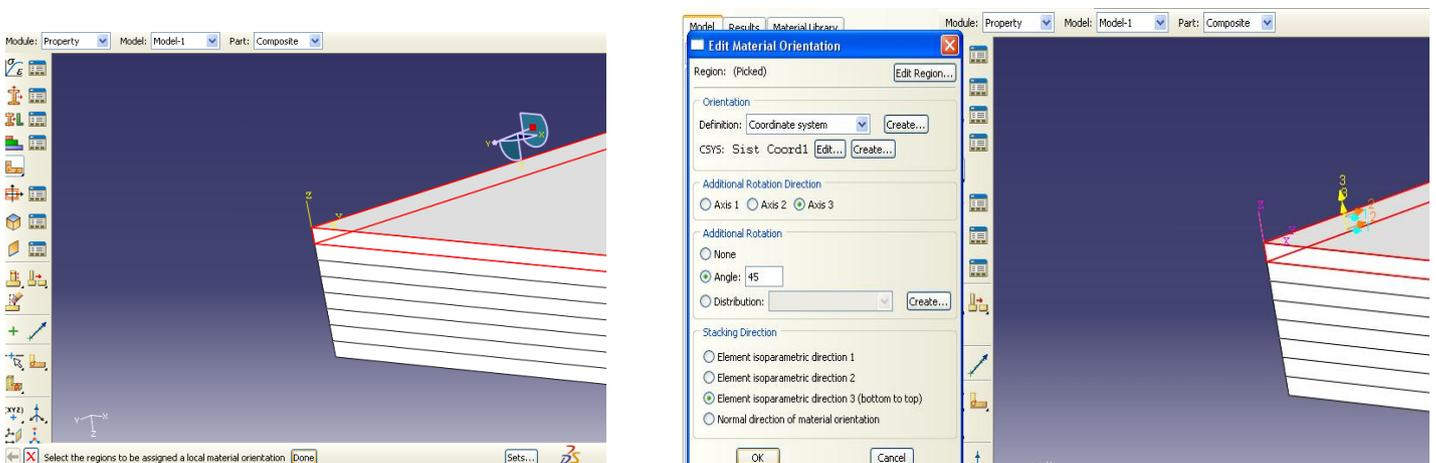 Module: Property Model: Model-1 Part: Composite
Z
Y
Y
X
Y X
Z
Select the regions to be assigned a local material orientation Done Sets...
Model Results Material Library Module: Property Model: Model-1 Part: Composite
Edit Material Orientation
Region: (Picked) Edit Region...
Orientation
Definition: Coordinate system Create...
CSYS: Sist Coord1 Edit... Create...
Additional Rotation Direction
Axis 1 Axis 2 Axis 3
Additional Rotation
None
Angle: 45
Distribution: Create...
Stacking Direction
Element isoparametric direction 1
Element isoparametric direction 2
Element isoparametric direction 3 (bottom to top)
Normal direction of material orientation
OK Cancel
3
Z
X